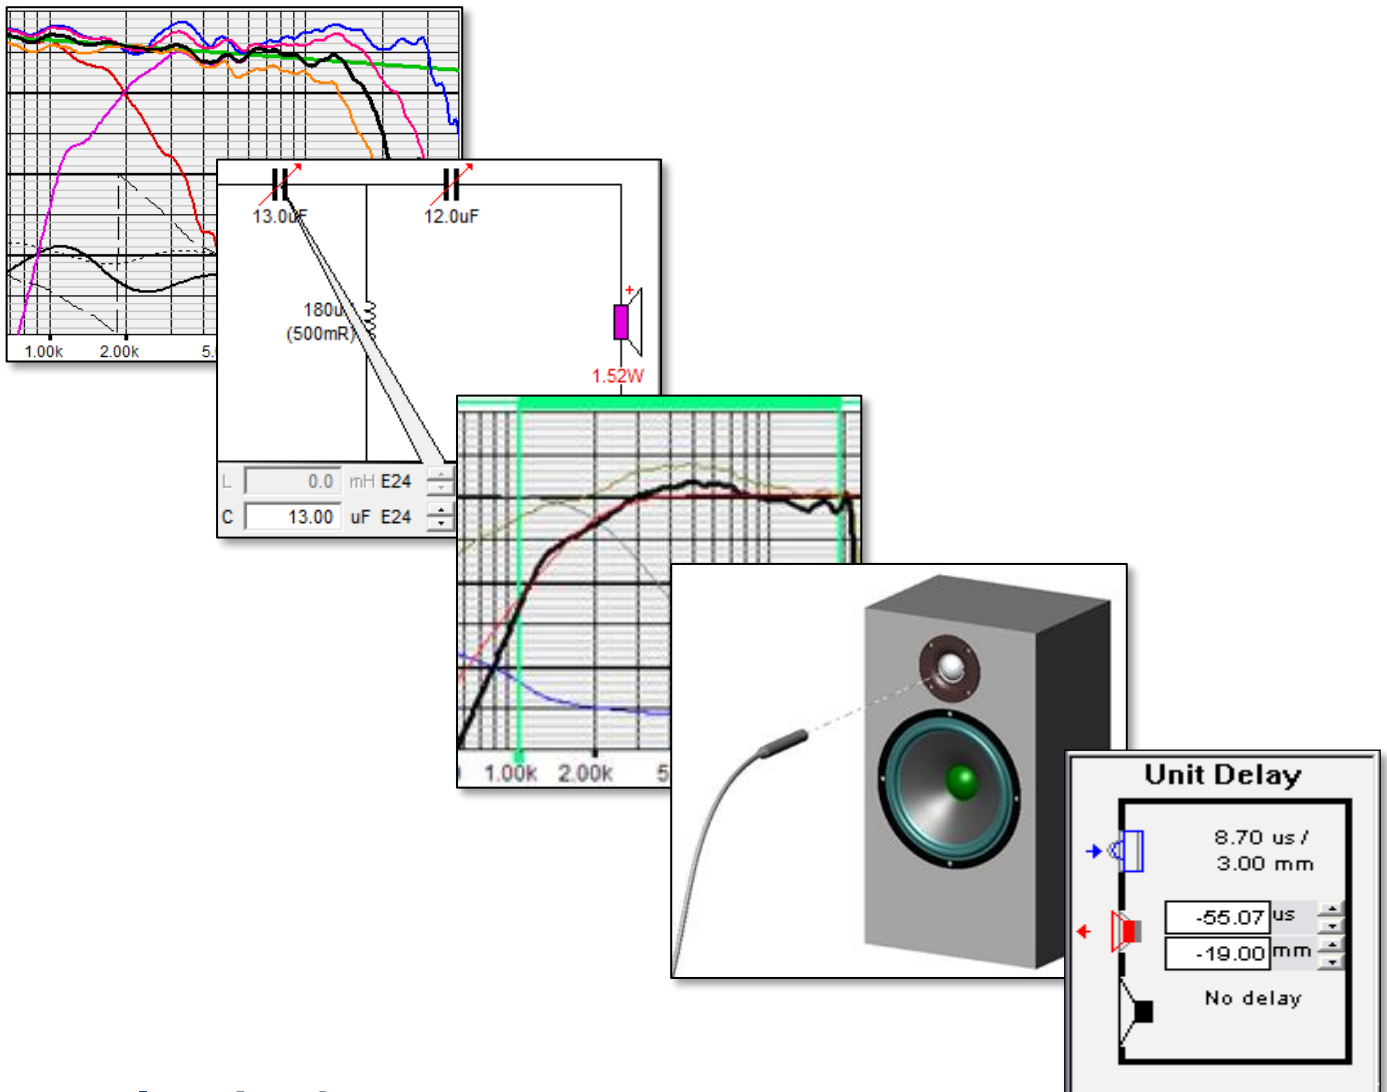 1.00k 2.00k 5.
13.0uF 12.0uF
180u
(500mR)
+
1.52W
L 0.0 mH E24
C 13.00 uF E24
1.00k 2.00k 5
Unit Delay
8.70 us /
3.00 mm
-55.07 us
-19.00 mm
No delay